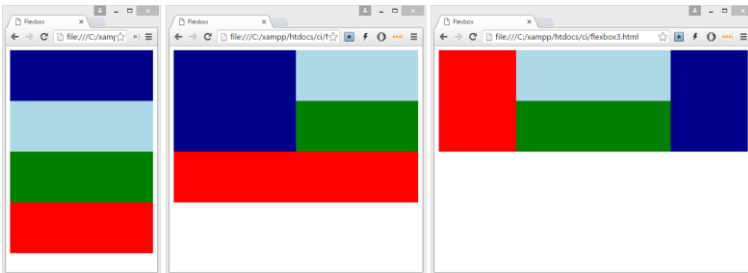 Flexbox
file:///C:/xamp
Flexbox
file:///C:/xampp/htdocs/ci/f
Flexbox
file:///C:/xampp/htdocs/ci/flexbox3.html